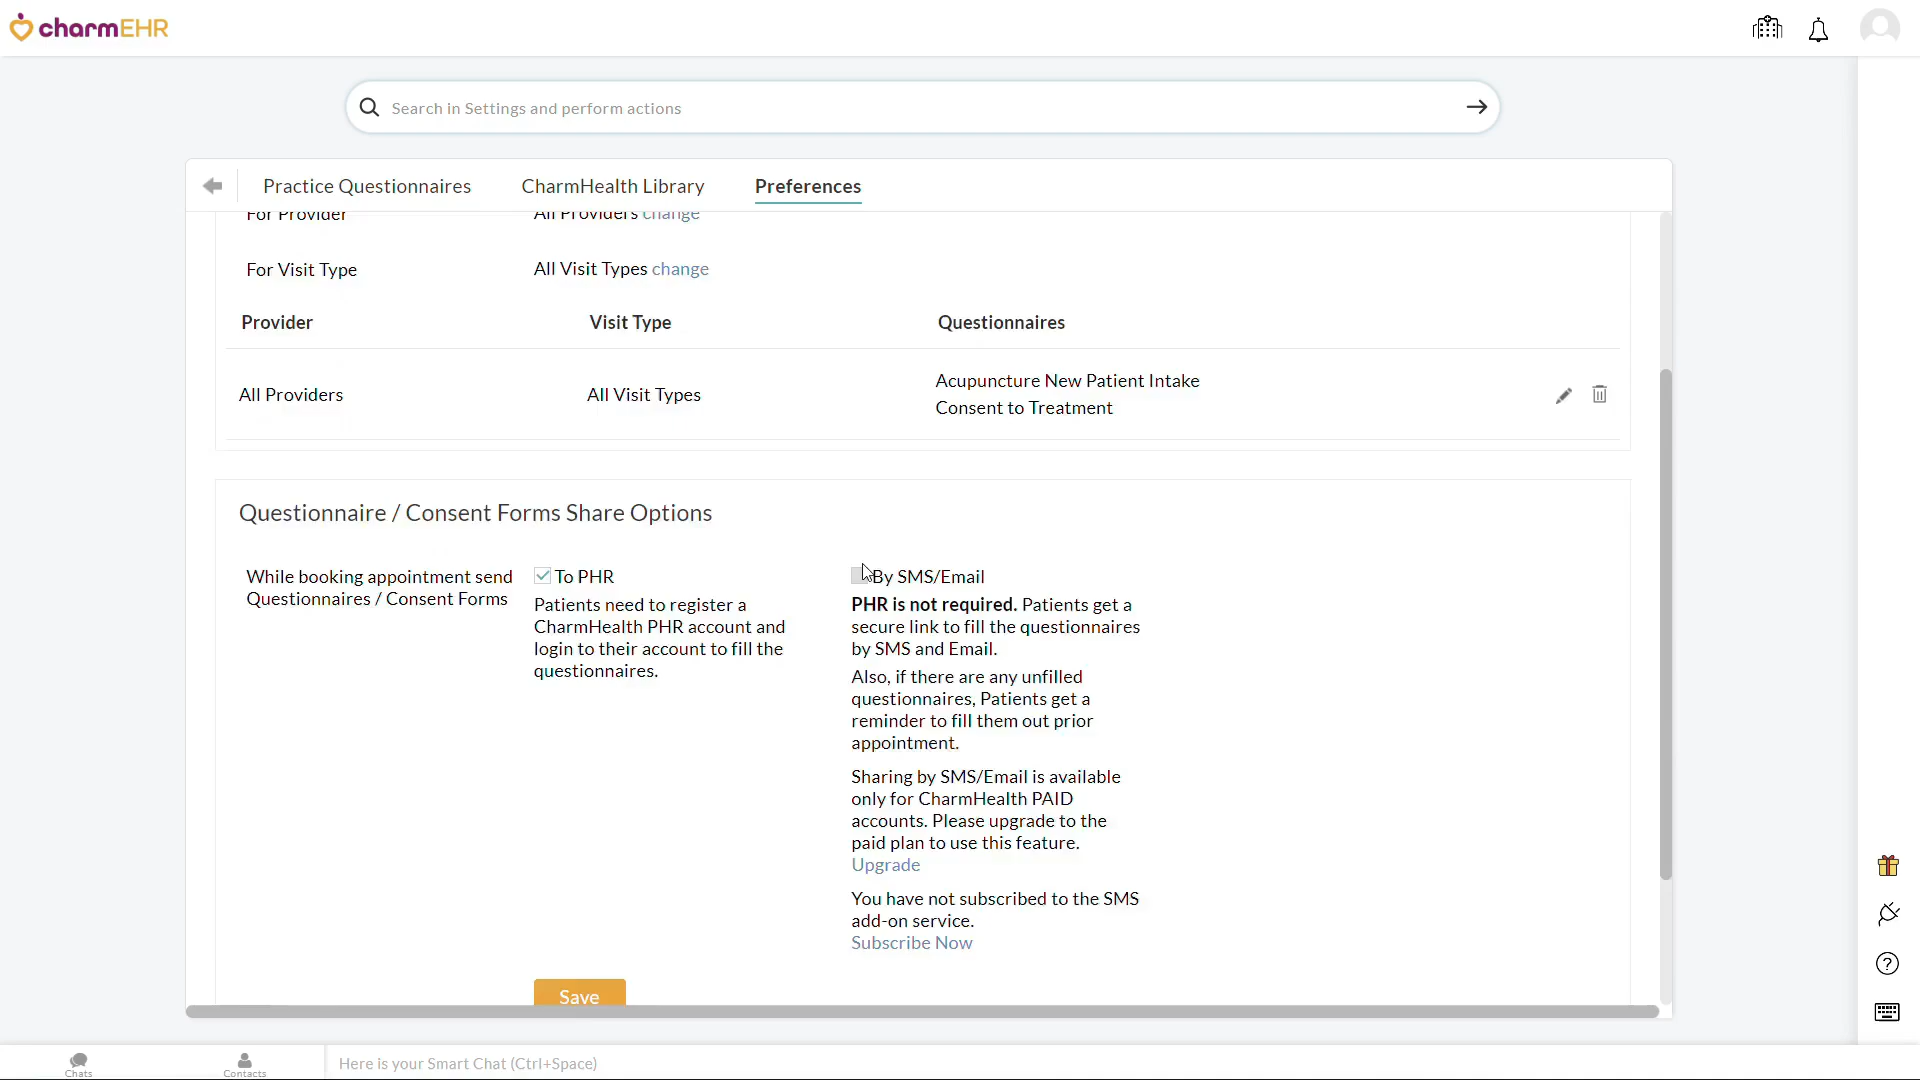 charmEHR
Search in Settings and perform actions
Practice Questionnaires
CharmHealth Library
Preferences
For Provider
All Providers change
For Visit Type
All Visit Types change
Provider
Visit Type
Questionnaires
All Providers
All Visit Types
Acupuncture New Patient Intake
Consent to Treatment
Questionnaire / Consent Forms Share Options
While booking appointment send
Questionnaires / Consent Forms
To PHR
Patients need to register a
CharmHealth PHR account and
login to their account to fill the
questionnaires.
By SMS/Email
PHR is not required. Patients get a
secure link to fill the questionnaires
by SMS and Email.
Also, if there are any unfilled
questionnaires, Patients get a
reminder to fill them out prior
appointment.
Sharing by SMS/Email is available
only for CharmHealth PAID
accounts. Please upgrade to the
paid plan to use this feature.
Upgrade
You have not subscribed to the SMS
add-on service.
Subscribe Now
Save
Chats
Contacts
Here is your Smart Chat (Ctrl+Space)